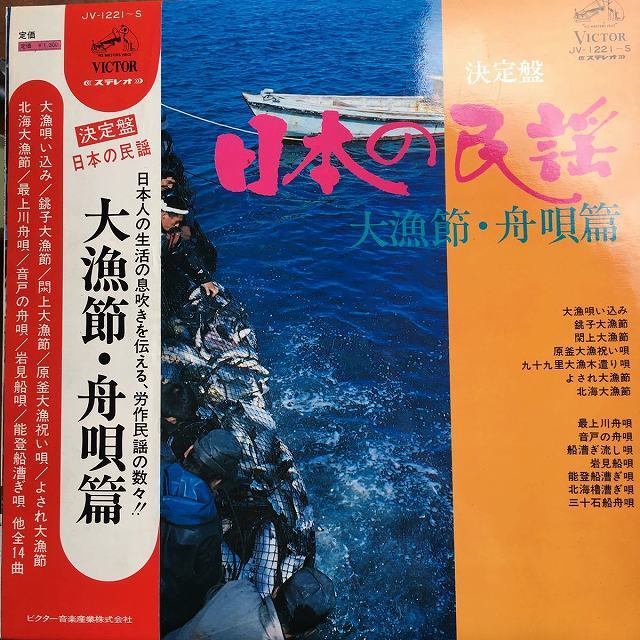 JV-1221~S
定価
定価 ¥1,300
"HIS MASTER'S VOICE"
VICTOR
≪ステレオ≫
決定盤
日本の民謡
日本人の生活の息吹きを伝える、労作民謡の数々!!
大漁節・舟唄篇
大漁唄い込み/銚子大漁節/閖上大漁節/原釜大漁祝い唄/よされ大漁節
北海大漁節/最上川舟唄/音戸の舟唄/岩見船唄/能登船漕ぎ唄 他全14曲
ビクター音楽産業株式会社
VICTOR
JV-1221~S
決定盤
日本の民謡
大漁節・舟唄篇
大漁唄い込み
銚子大漁節
閖上大漁節
原釜大漁祝い唄
九十九里大漁木遣り唄
よされ大漁節
北海大漁節
最上川舟唄
音戸の舟唄
船漕ぎ流し唄
岩見船唄
能登船漕ぎ唄
北海櫓漕ぎ唄
三十石船舟唄